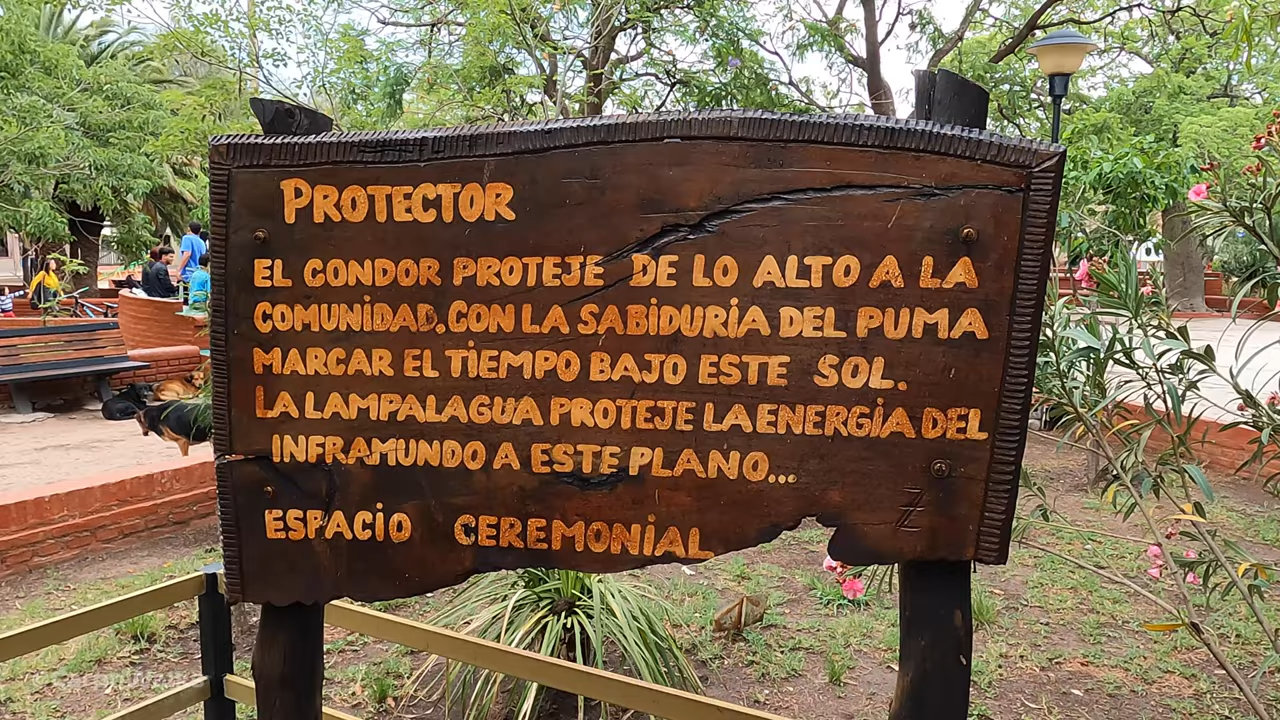 PROTECTOR
EL CONDOR PROTEJE DE LO ALTO A LA
COMUNIDAD. CON LA SABIDURIA DEL PUMA
MARCAR EL TIEMPO BAJO ESTE SOL.
LA LAMPALAGUA PROTEJE LA ENERGIA DEL
INFRAMUNDO A ESTE PLANO...
ESPACIO CEREMONIAL